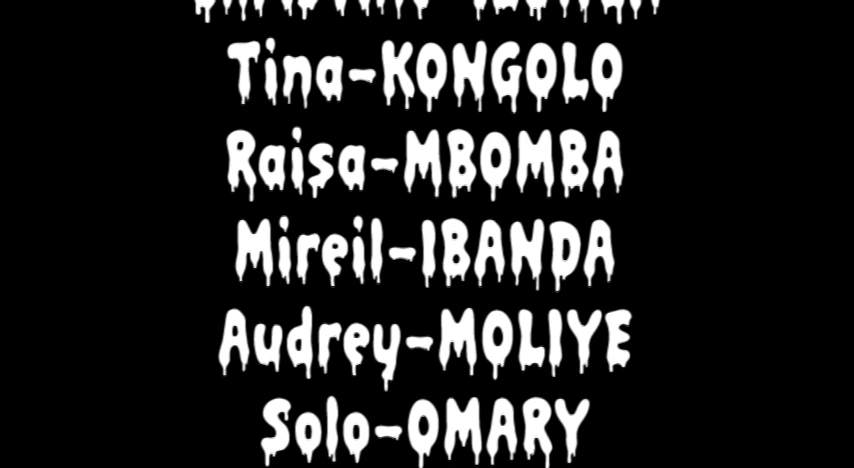 Tina-KONGOLO
Raisa-MBOMBA
Mireil-IBANDA
Audrey-MOLIYE
Solo-OMARY